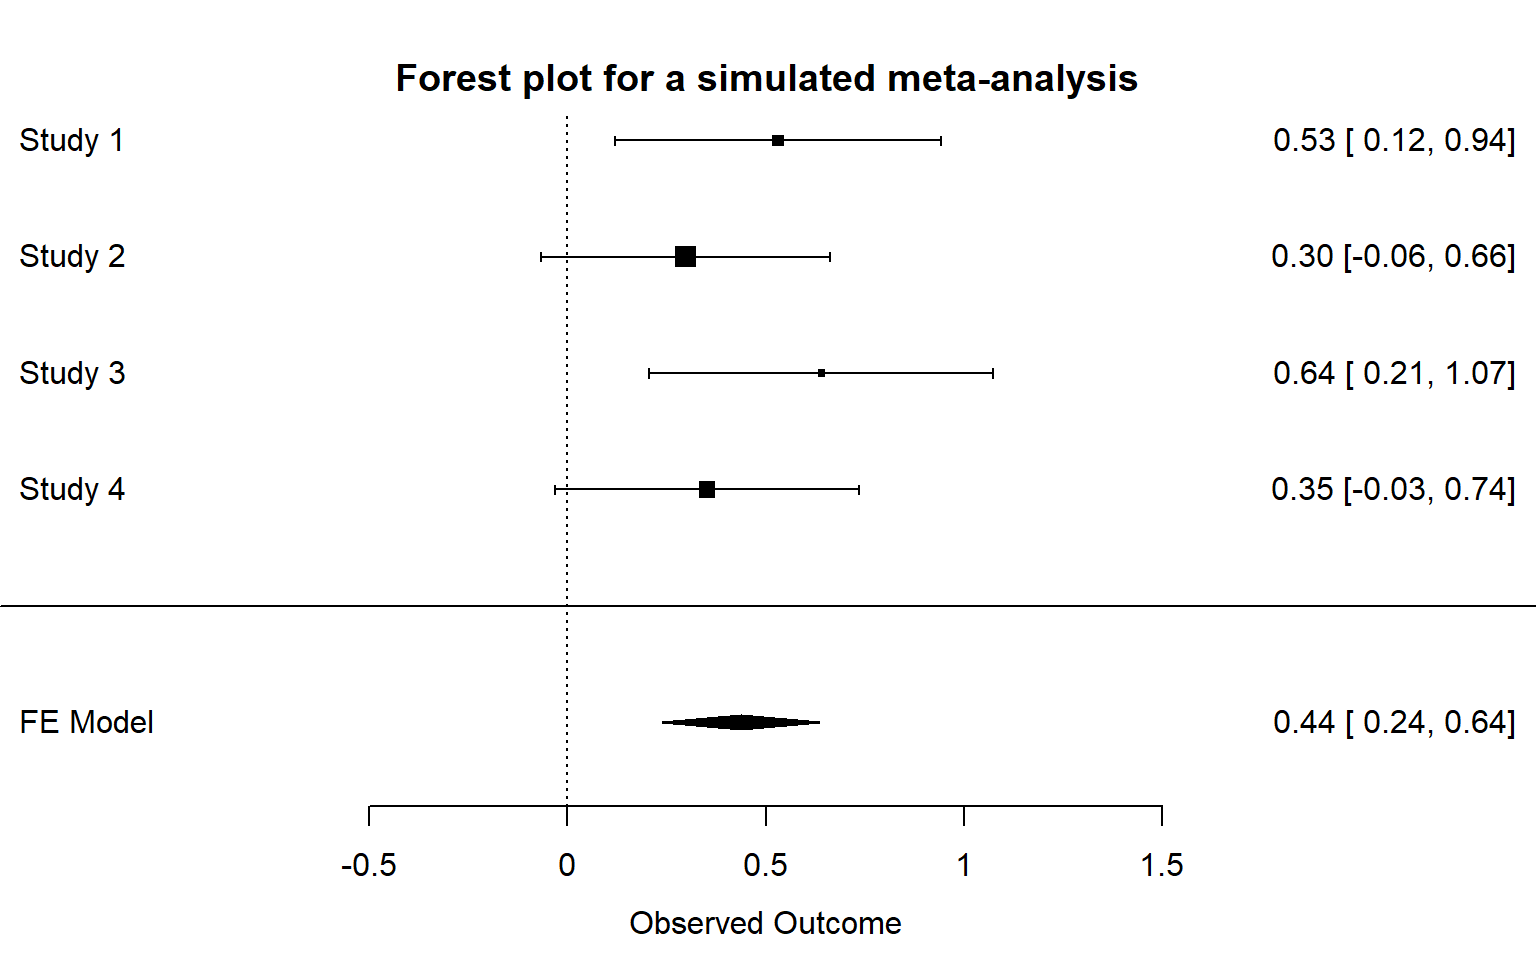 Forest plot for a simulated meta-analysis
Study 1 0.53 [ 0.12, 0.94]
Study 2 0.30 [-0.06, 0.66]
Study 3 0.64 [ 0.21, 1.07]
Study 4 0.35 [-0.03, 0.74]
FE Model 0.44 [ 0.24, 0.64]
-0.5 0 0.5 1 1.5
Observed Outcome